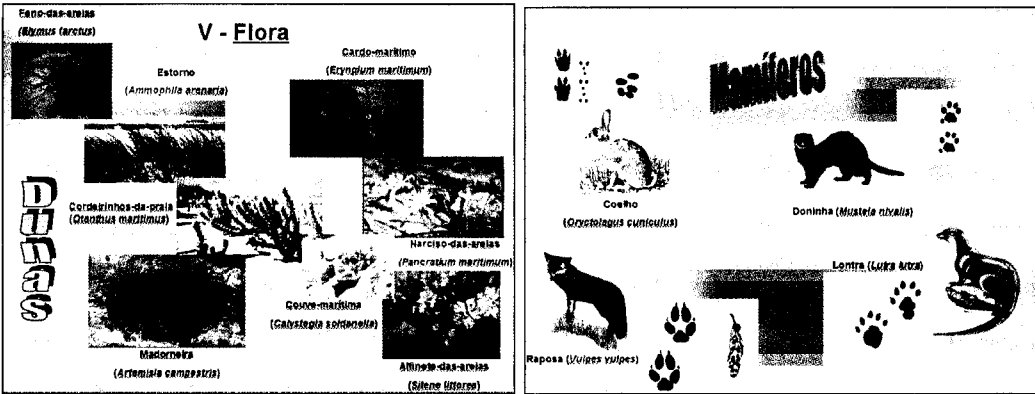 V - Flora
Dunas
Feno-das-areias
(Elymus farctus)
Estorno
(Ammophila arenaria)
Cardo-marítimo
(Eryngium maritimum)
Cordeirinhos-da-praia
(Otanthus maritimus)
Narciso-das-areias
(Pancratium maritimum)
Couve-marítima
(Calystegia soldanella)
Madorneira
(Artemisia campestris)
Alfinete-das-areias
(Silene littorea)
Mamíferos
Coelho
(Oryctolagus cuniculus)
Doninha (Mustela nivalis)
Lontra (Lutra lutra)
Raposa (Vulpes vulpes)